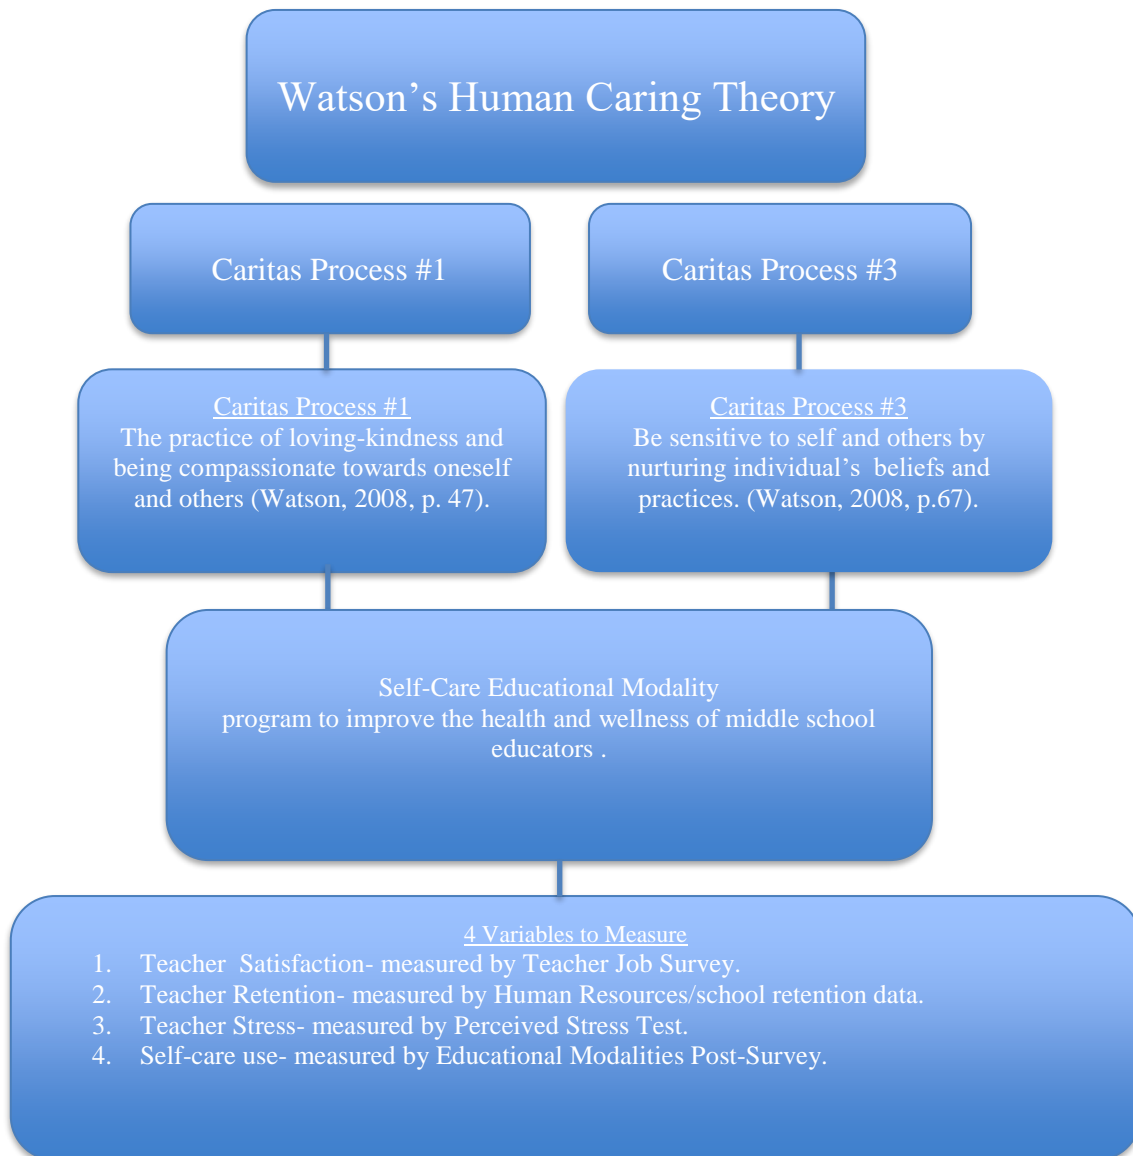 Watson’s Human Caring Theory
Caritas Process #1
Caritas Process #3
Caritas Process #1
The practice of loving-kindness and
being compassionate towards oneself
and others (Watson, 2008, p. 47).
Caritas Process #3
Be sensitive to self and others by
nurturing individual’s  beliefs and
practices. (Watson, 2008, p.67).
Self-Care Educational Modality
program to improve the health and wellness of middle school
educators .
4 Variables to Measure
1. Teacher  Satisfaction- measured by Teacher Job Survey.
2. Teacher Retention- measured by Human Resources/school retention data.
3. Teacher Stress- measured by Perceived Stress Test.
4. Self-care use- measured by Educational Modalities Post-Survey.